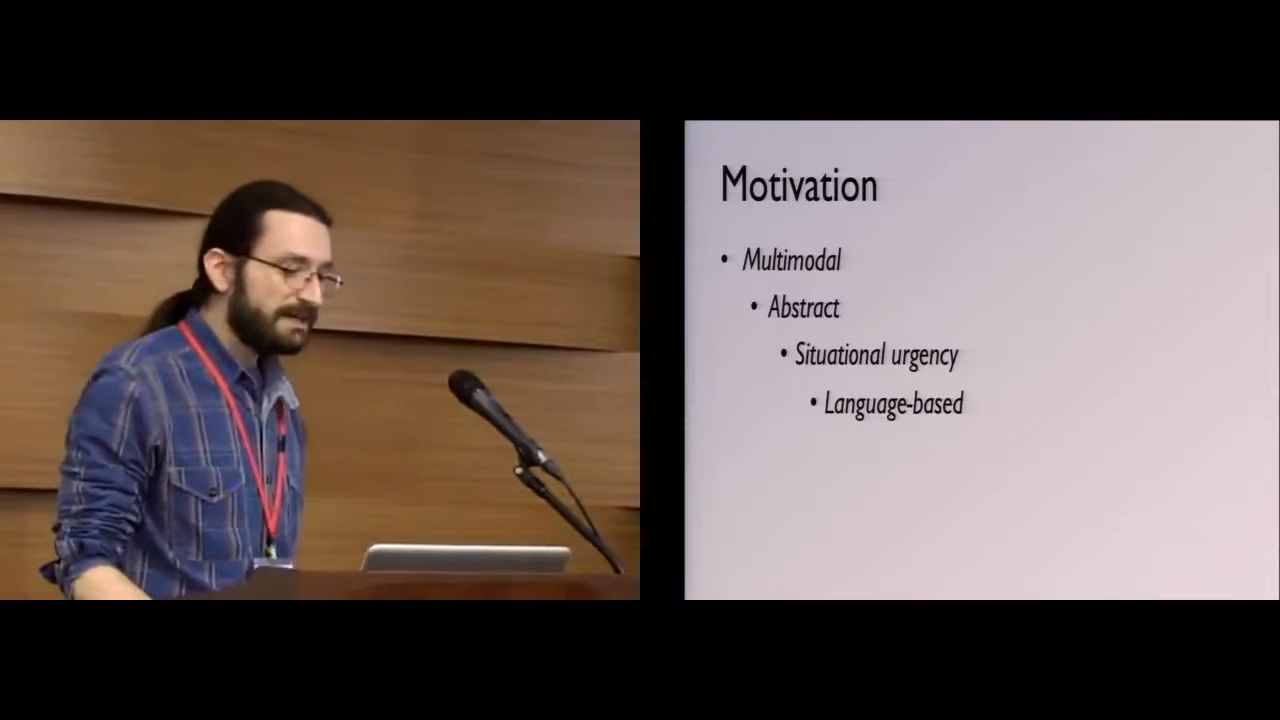 Motivation
• Multimodal
• Abstract
• Situational urgency
• Language-based